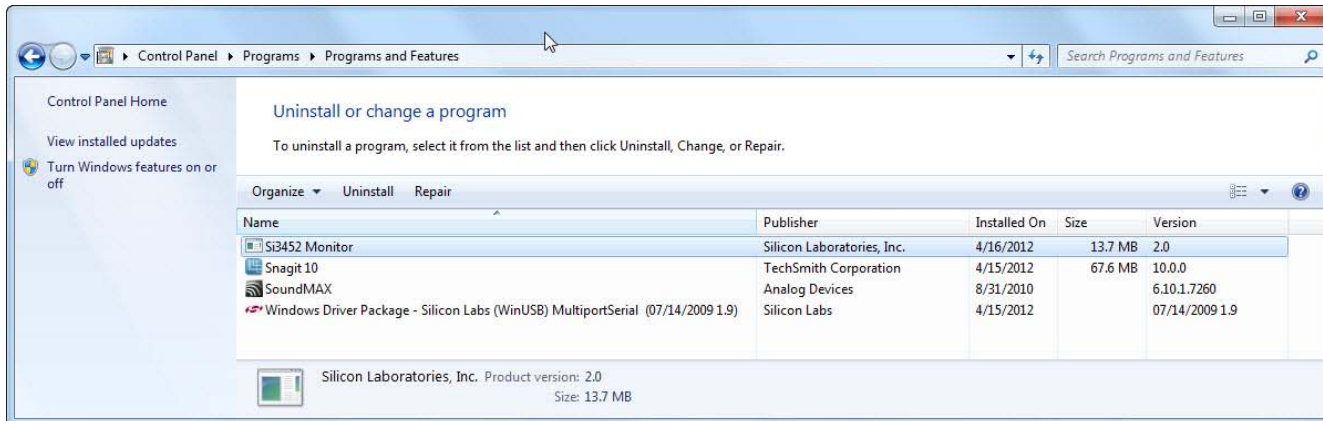 Control Panel Programs Programs and Features
Search Programs and Features
Control Panel Home
View installed updates
Turn Windows features on or
off
Uninstall or change a program
To uninstall a program, select it from the list and then click Uninstall, Change, or Repair.
Organize Uninstall Repair
Name Publisher Installed On Size Version
Si3452 Monitor Silicon Laboratories, Inc. 4/16/2012 13.7 MB 2.0
Snagit 10 TechSmith Corporation 4/15/2012 67.6 MB 10.0.0
SoundMAX Analog Devices 8/31/2010 6.10.1.7260
Windows Driver Package - Silicon Labs (WinUSB) MultiportSerial (07/14/2009 1.9) Silicon Labs 4/15/2012 07/14/2009 1.9
Silicon Laboratories, Inc. Product version: 2.0
Size: 13.7 MB